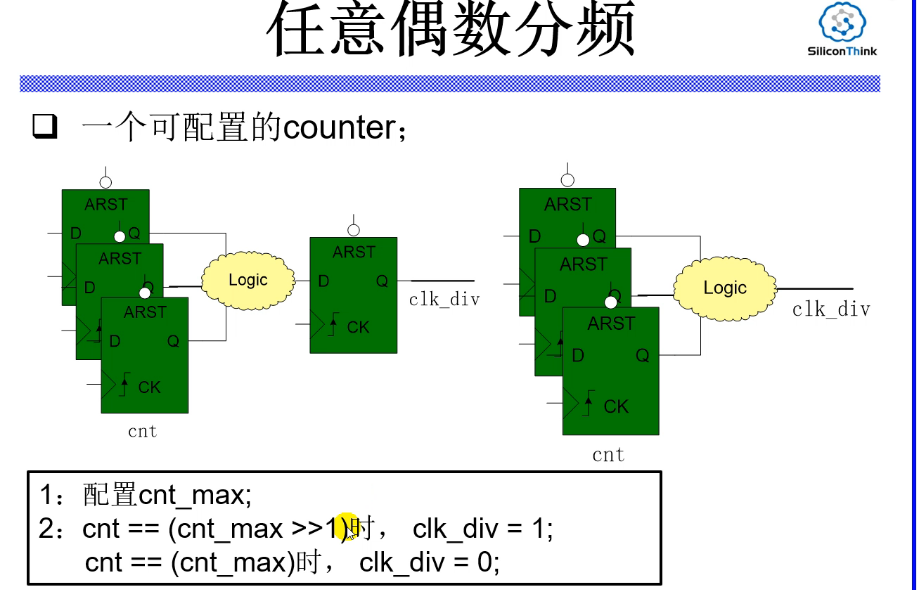 任意偶数分频
SiliconThink
一个可配置的counter；
ARST
D
Q
ARST
D
Q
ARST
D
Q
CK
cnt
Logic
ARST
D
Q
CK
clk_div
ARST
D
Q
ARST
D
Q
ARST
D
Q
CK
cnt
Logic
clk_div
1：配置cnt_max;
2：cnt == (cnt_max >>1)时， clk_div = 1;
cnt == (cnt_max)时， clk_div = 0;